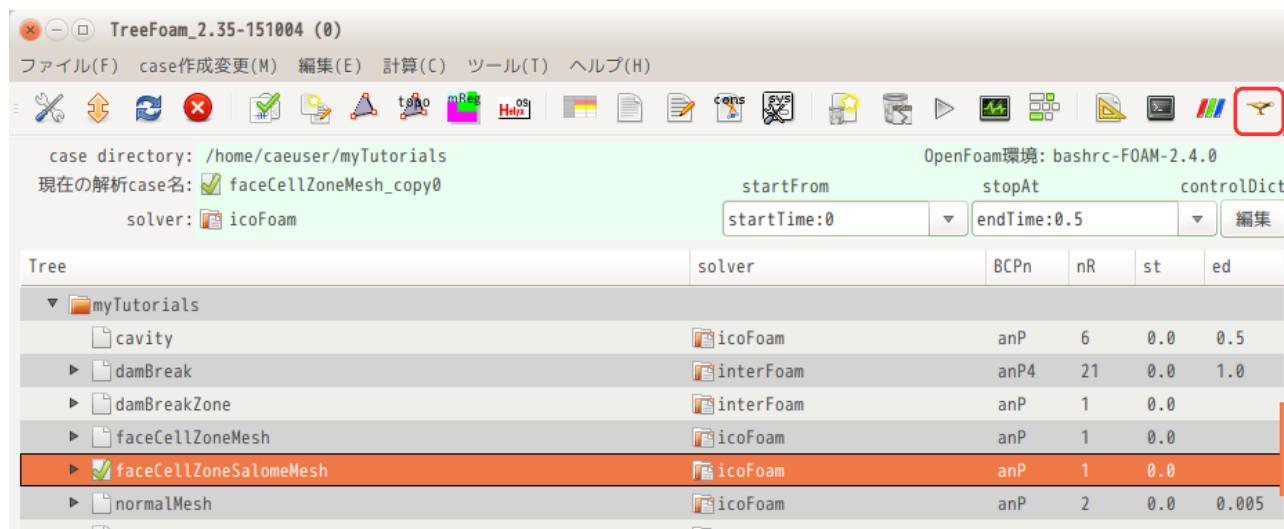 TreeFoam_2.35-151004 (0)
ファイル(F) case作成変更(M) 編集(E) 計算(C) ツール(T) ヘルプ(H)
topo mReg Helyx OS cons sys
case directory: /home/caeuser/myTutorials OpenFoam環境: bashrc-FOAM-2.4.0
現在の解析case名: faceCellZoneMesh_copy0 startFrom stopAt controlDict
solver: icoFoam startTime:0 endTime:0.5 編集
Tree solver BCPn nR st ed
myTutorials
cavity icoFoam anP 6 0.0 0.5
damBreak interFoam anP4 21 0.0 1.0
damBreakZone interFoam anP 1 0.0
faceCellZoneMesh icoFoam anP 1 0.0
faceCellZoneSalomeMesh icoFoam anP 1 0.0
normalMesh icoFoam anP 2 0.0 0.005